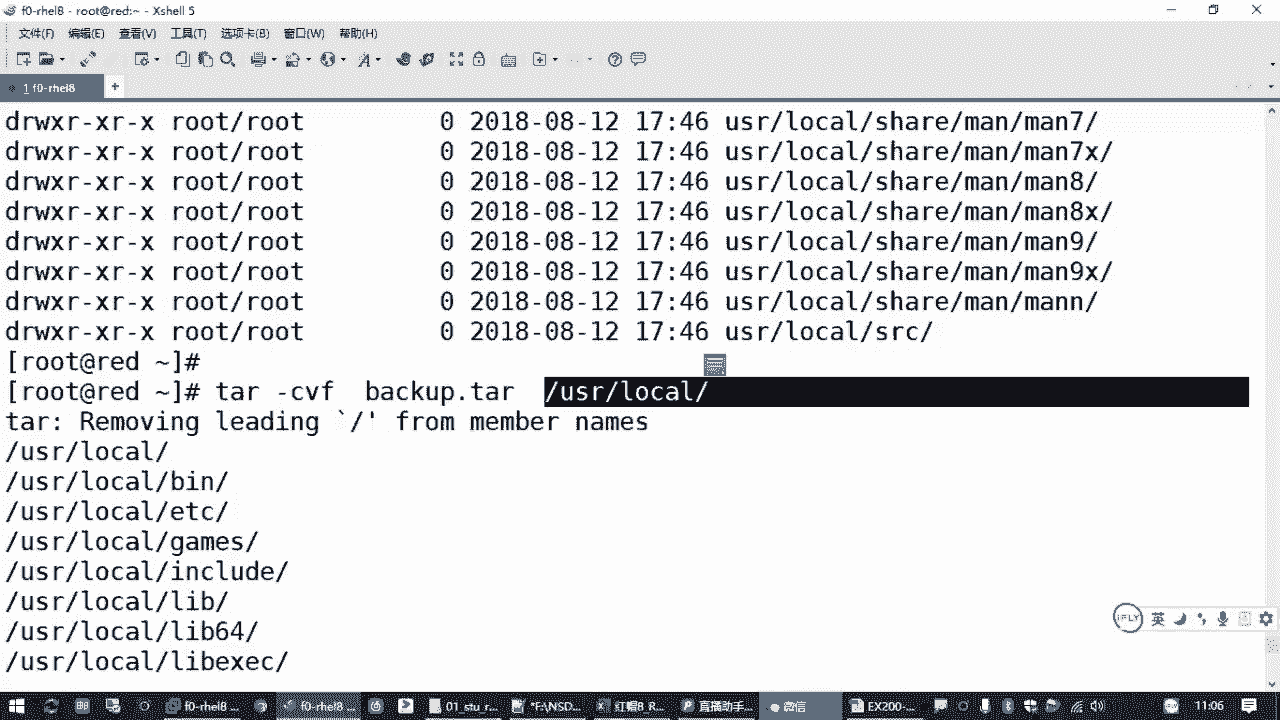 f0-rhel8 - root@red:~ - Xshell 5
文件(F) 编辑(E) 查看(V) 工具(T) 选项卡(B) 窗口(W) 帮助(H)
1 f0-rhel8
drwxr-xr-x root/root 0 2018-08-12 17:46 usr/local/share/man/man7/
drwxr-xr-x root/root 0 2018-08-12 17:46 usr/local/share/man/man7x/
drwxr-xr-x root/root 0 2018-08-12 17:46 usr/local/share/man/man8/
drwxr-xr-x root/root 0 2018-08-12 17:46 usr/local/share/man/man8x/
drwxr-xr-x root/root 0 2018-08-12 17:46 usr/local/share/man/man9/
drwxr-xr-x root/root 0 2018-08-12 17:46 usr/local/share/man/man9x/
drwxr-xr-x root/root 0 2018-08-12 17:46 usr/local/share/man/mann/
drwxr-xr-x root/root 0 2018-08-12 17:46 usr/local/src/
[root@red ~]#
[root@red ~]# tar -cvf  backup.tar  /usr/local/
tar: Removing leading `/' from member names
/usr/local/
/usr/local/bin/
/usr/local/etc/
/usr/local/games/
/usr/local/include/
/usr/local/lib/
/usr/local/lib64/
/usr/local/libexec/
iFLY 英
f0-rhel8 ... f0-rhel8 ... 01_stu_r... *F:\NSD... 红帽8_R... 直播助手... 微信 EX200-... 11:06